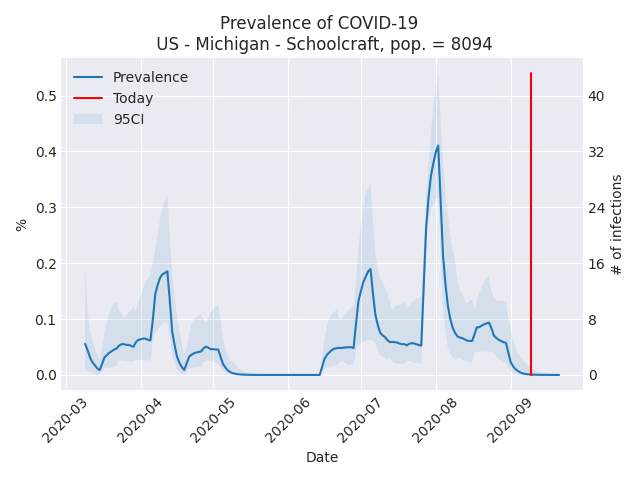 Prevalence of COVID-19
US - Michigan - Schoolcraft, pop. = 8094
Prevalence
Today
95CI
0.5
0.4
0.3
0.2
0.1
0.0
%
40
32
24
16
8
0
# of infections
2020-03
2020-04
2020-05
2020-06
2020-07
2020-08
2020-09
Date